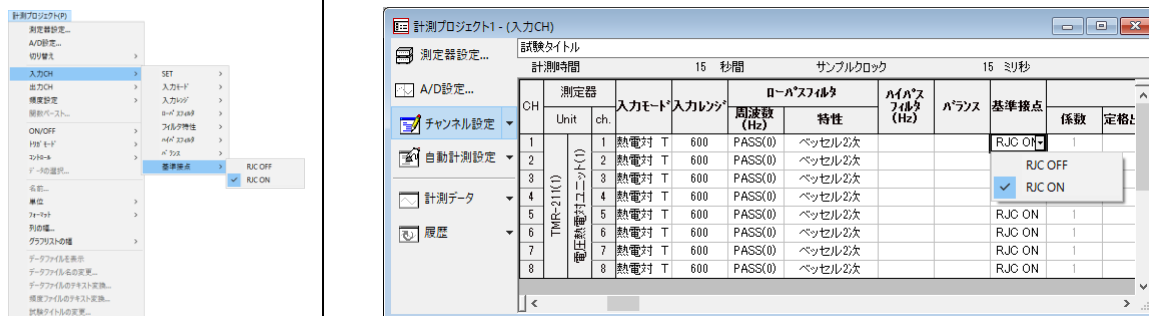 計測プロジェクト(P)
測定器設定...
A/D設定...
切り替え
入力CH
出力CH
頻度設定
関数ペースト...
ON/OFF
ﾄﾘｶﾞ ﾓｰﾄﾞ
ｺﾝﾄﾛｰﾙ
ﾃﾞｰﾀの選択...
名前...
単位
ﾌｫｰﾏｯﾄ
列の幅...
グラフリストの幅
データファイルを表示
データファイル名の変更...
データファイルのテキスト変換...
頻度ファイルのテキスト変換...
試験タイトルの変更...
SET
入力ﾓｰﾄﾞ
入力ﾚﾝｼﾞ
ﾛｰﾊﾟｽﾌｨﾙﾀ
フィルタ特性
ﾊｲﾊﾟｽﾌｨﾙﾀ
ﾊﾞﾗﾝｽ
基準接点
RJC OFF
RJC ON
計測プロジェクト1 - (入力CH)
測定器設定...
A/D設定...
チャンネル設定
自動計測設定
計測データ
履歴
試験タイトル
計測時間 15 秒間 サンプルクロック 15 ミリ秒
CH 測定器 Unit ch. 入力モード 入力レンジ ローパスフィルタ 周波数(Hz) 特性 ハイパスフィルタ(Hz) バランス 基準接点 係数
TMR-211(1)
電圧熱電対ユニット(1)
1 1 熱電対 T 600 PASS(0) ベッセル2次 1
2 2 熱電対 T 600 PASS(0) ベッセル2次
3 3 熱電対 T 600 PASS(0) ベッセル2次
4 4 熱電対 T 600 PASS(0) ベッセル2次
5 5 熱電対 T 600 PASS(0) ベッセル2次 RJC ON 1
6 6 熱電対 T 600 PASS(0) ベッセル2次 RJC ON 1
7 7 熱電対 T 600 PASS(0) ベッセル2次 RJC ON 1
8 8 熱電対 T 600 PASS(0) ベッセル2次 RJC ON 1
RJC OFF
RJC ON